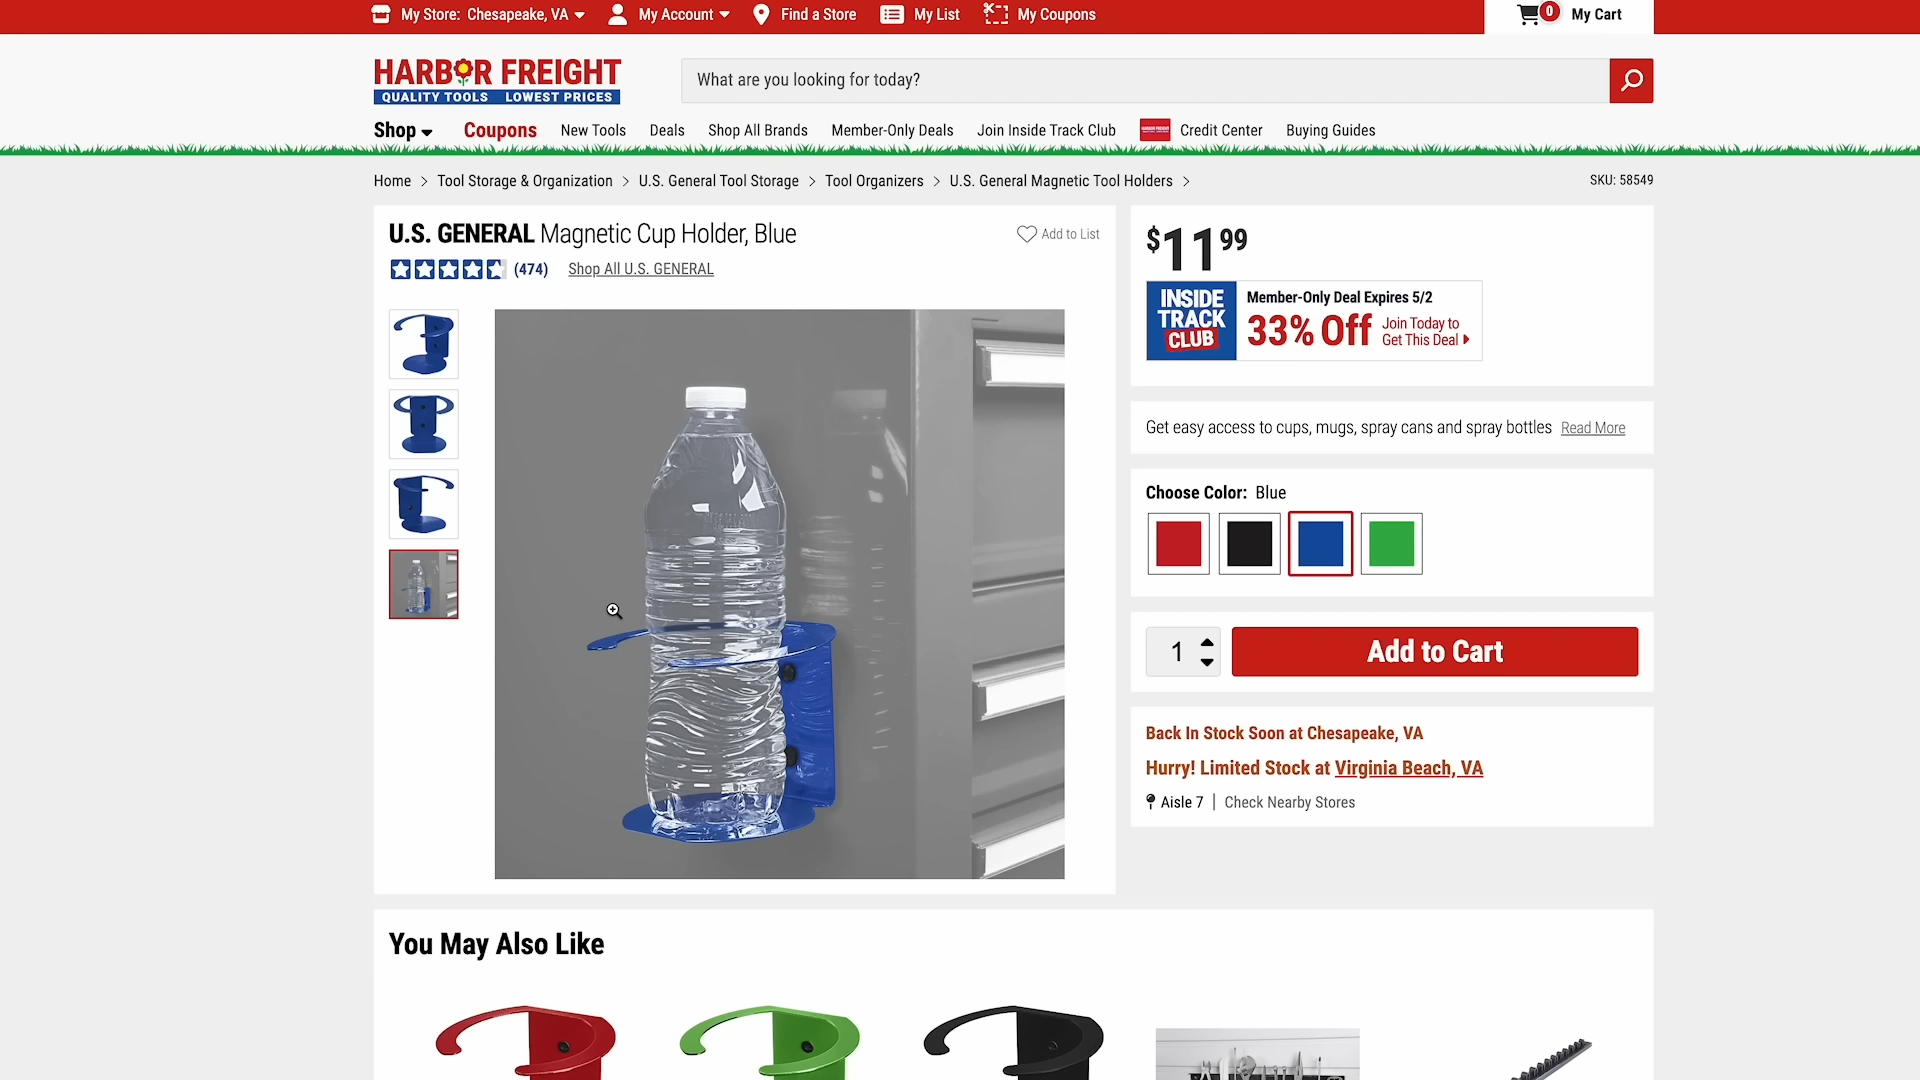 My Store: Chesapeake, VA
My Account
Find a Store
My List
My Coupons
0
My Cart
HARBOR FREIGHT
QUALITY TOOLS LOWEST PRICES
What are you looking for today?
Shop
Coupons
New Tools
Deals
Shop All Brands
Member-Only Deals
Join Inside Track Club
Credit Center
Buying Guides
Home > Tool Storage & Organization > U.S. General Tool Storage > Tool Organizers > U.S. General Magnetic Tool Holders >
SKU: 58549
U.S. GENERAL Magnetic Cup Holder, Blue
Add to List
(474)
Shop All U.S. GENERAL
$11 99
INSIDE
TRACK
CLUB
Member-Only Deal Expires 5/2
33% Off
Join Today to
Get This Deal
Get easy access to cups, mugs, spray cans and spray bottles Read More
Choose Color: Blue
1
Add to Cart
Back In Stock Soon at Chesapeake, VA
Hurry! Limited Stock at Virginia Beach, VA
Aisle 7 | Check Nearby Stores
You May Also Like